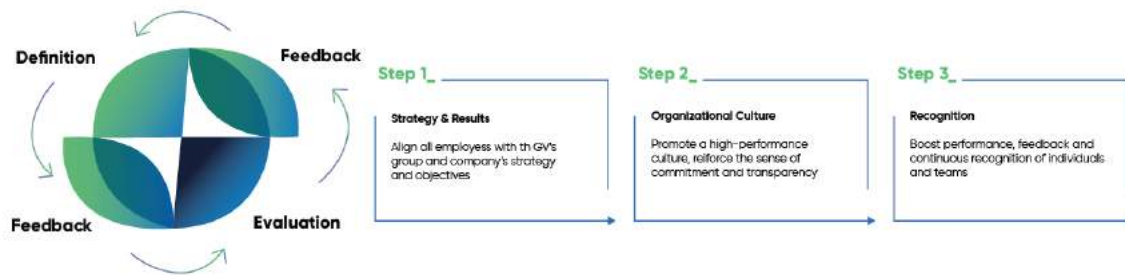 Definition
Feedback
Feedback
Evaluation
Step 1_
Strategy & Results
Align all employess with th GV's
group and company's strategy
and objectives
Step 2_
Organizational Culture
Promote a high-performance
culture, reiforce the sense of
commitment and transparency
Step 3_
Recognition
Boost performance, feedback and
continuous recognition of individuals
and teams